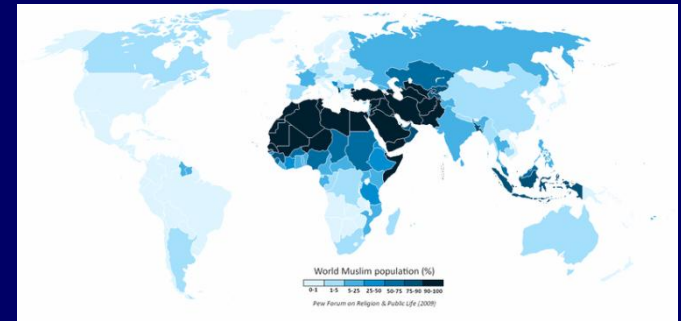 World Muslim population (%)
0-1 1-5 5-25 25-50 50-75 75-90 90-100
Pew Forum on Religion & Public Life (2009)